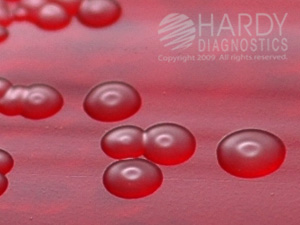 HARDY
DIAGNOSTICS
Copyright 2009 All rights reserved.